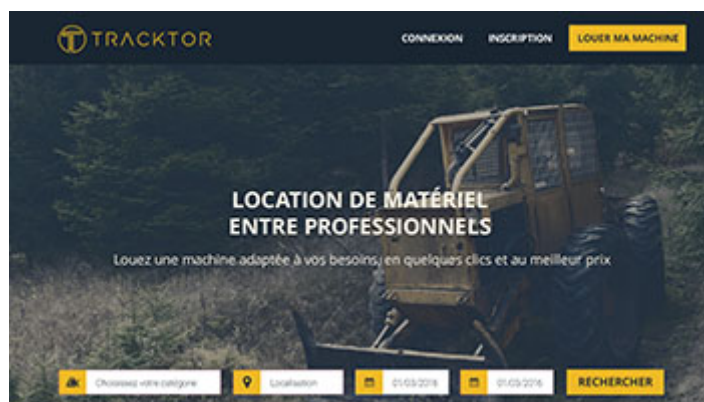 TRACKTOR
CONNEXION INSCRIPTION LOUER MA MACHINE
LOCATION DE MATÉRIEL
ENTRE PROFESSIONNELS
Louez une machine adaptée à vos besoins, en quelques clics et au meilleur prix
Choisissez votre catégorie Localisation 01/03/2016 01/03/2016 RECHERCHER